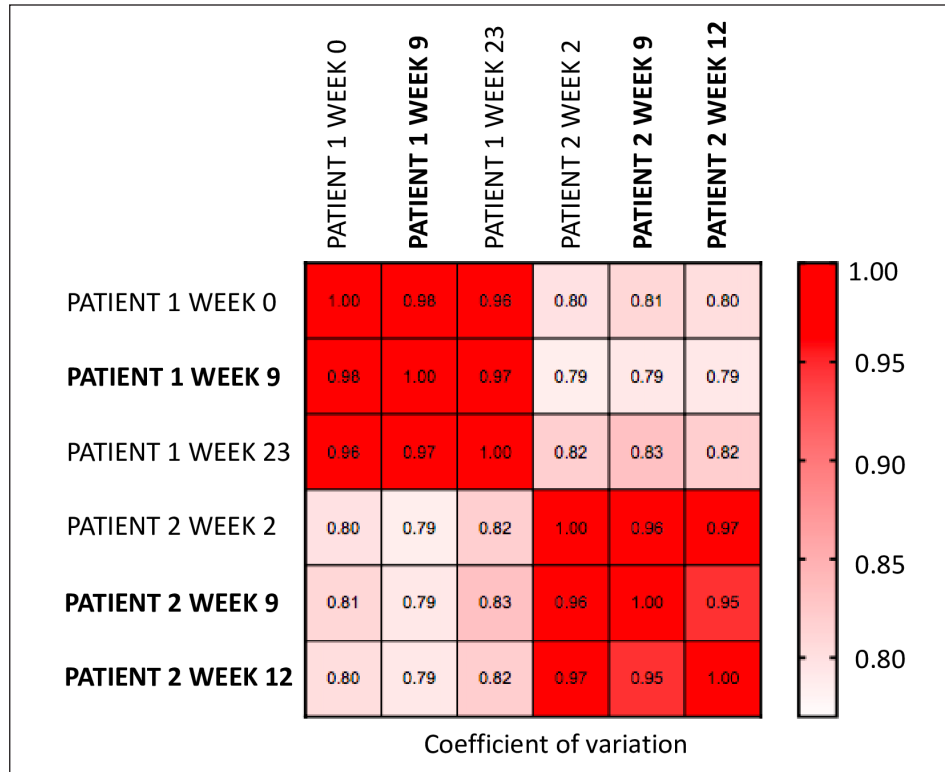 PATIENT 1 WEEK 0
PATIENT 1 WEEK 9
PATIENT 1 WEEK 23
PATIENT 2 WEEK 2
PATIENT 2 WEEK 9
PATIENT 2 WEEK 12
PATIENT 1 WEEK 0 1.00 0.98 0.96 0.80 0.81 0.80
PATIENT 1 WEEK 9 0.98 1.00 0.97 0.79 0.79 0.79
PATIENT 1 WEEK 23 0.96 0.97 1.00 0.82 0.83 0.82
PATIENT 2 WEEK 2 0.80 0.79 0.82 1.00 0.96 0.97
PATIENT 2 WEEK 9 0.81 0.79 0.83 0.96 1.00 0.95
PATIENT 2 WEEK 12 0.80 0.79 0.82 0.97 0.95 1.00
1.00
0.95
0.90
0.85
0.80
Coefficient of variation